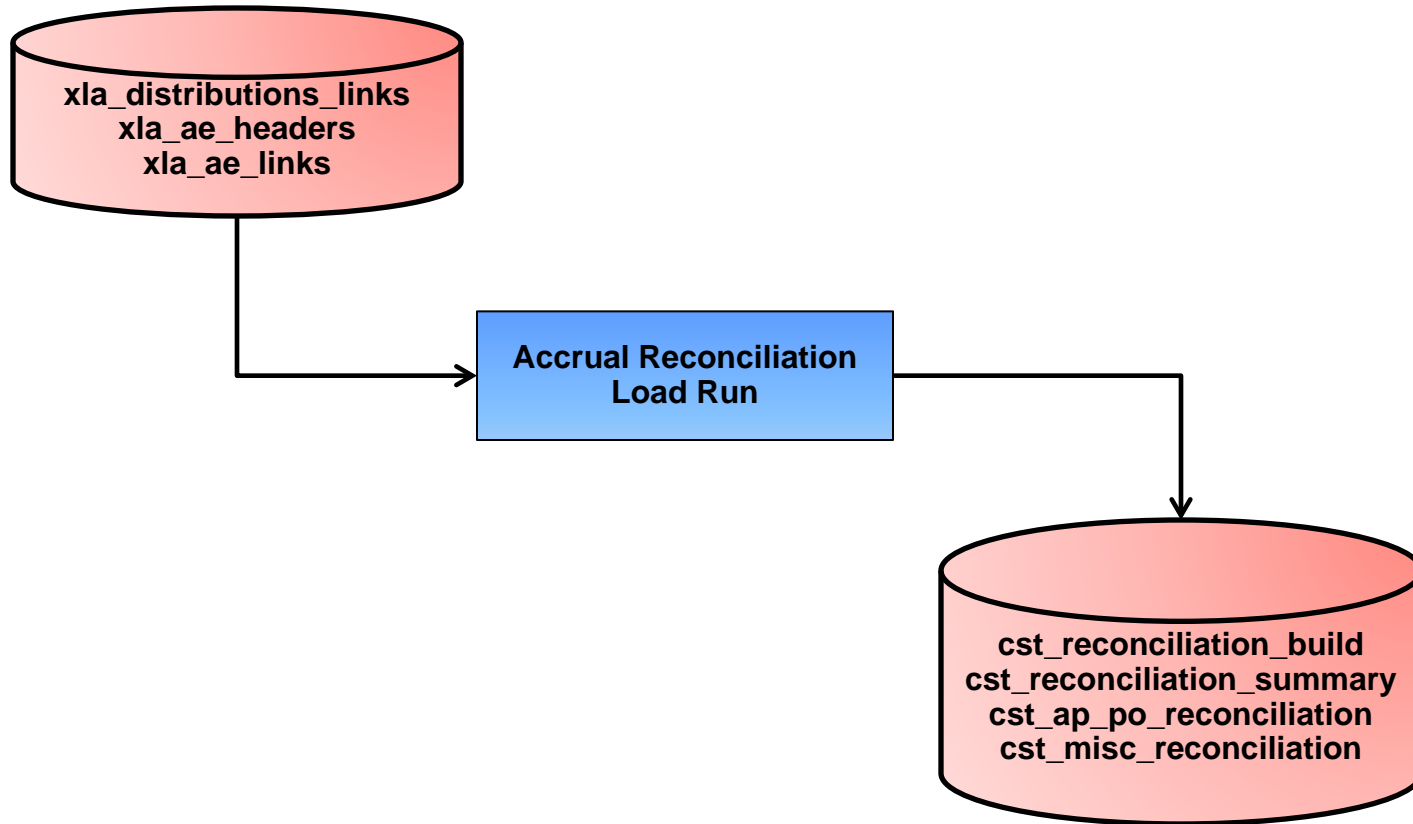 xla_distributions_links
xla_ae_headers
xla_ae_links
Accrual Reconciliation
Load Run
cst_reconciliation_build
cst_reconciliation_summary
cst_ap_po_reconciliation
cst_misc_reconciliation